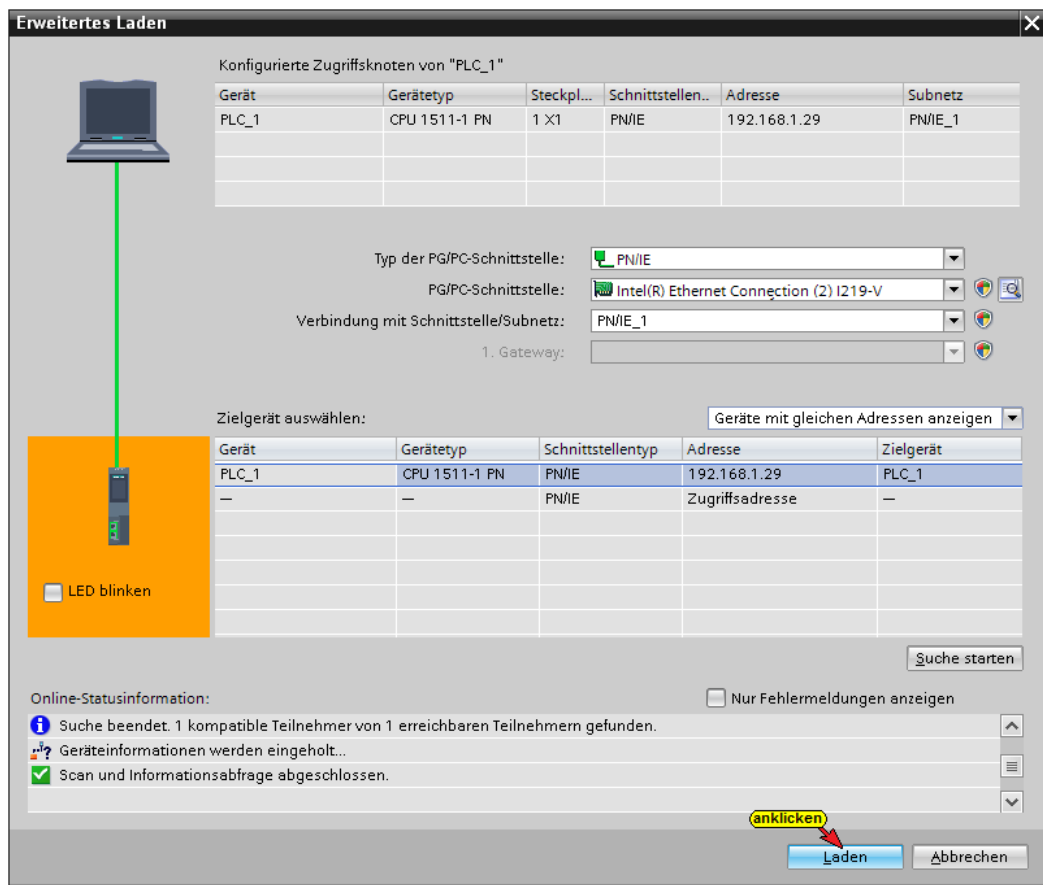 Erweitertes Laden
Konfigurierte Zugriffsknoten von "PLC_1"
Gerät Gerätetyp Steckpl... Schnittstellen.. Adresse Subnetz
PLC_1 CPU 1511-1 PN 1 X1 PN/IE 192.168.1.29 PN/IE_1
Typ der PG/PC-Schnittstelle: PN/IE
PG/PC-Schnittstelle: Intel(R) Ethernet Connection (2) I219-V
Verbindung mit Schnittstelle/Subnetz: PN/IE_1
1. Gateway:
Zielgerät auswählen: Geräte mit gleichen Adressen anzeigen
Gerät Gerätetyp Schnittstellentyp Adresse Zielgerät
PLC_1 CPU 1511-1 PN PN/IE 192.168.1.29 PLC_1
— — PN/IE Zugriffsadresse —
LED blinken
Suche starten
Online-Statusinformation: Nur Fehlermeldungen anzeigen
Suche beendet. 1 kompatible Teilnehmer von 1 erreichbaren Teilnehmern gefunden.
Geräteinformationen werden eingeholt...
Scan und Informationsabfrage abgeschlossen.
anklicken
Laden Abbrechen